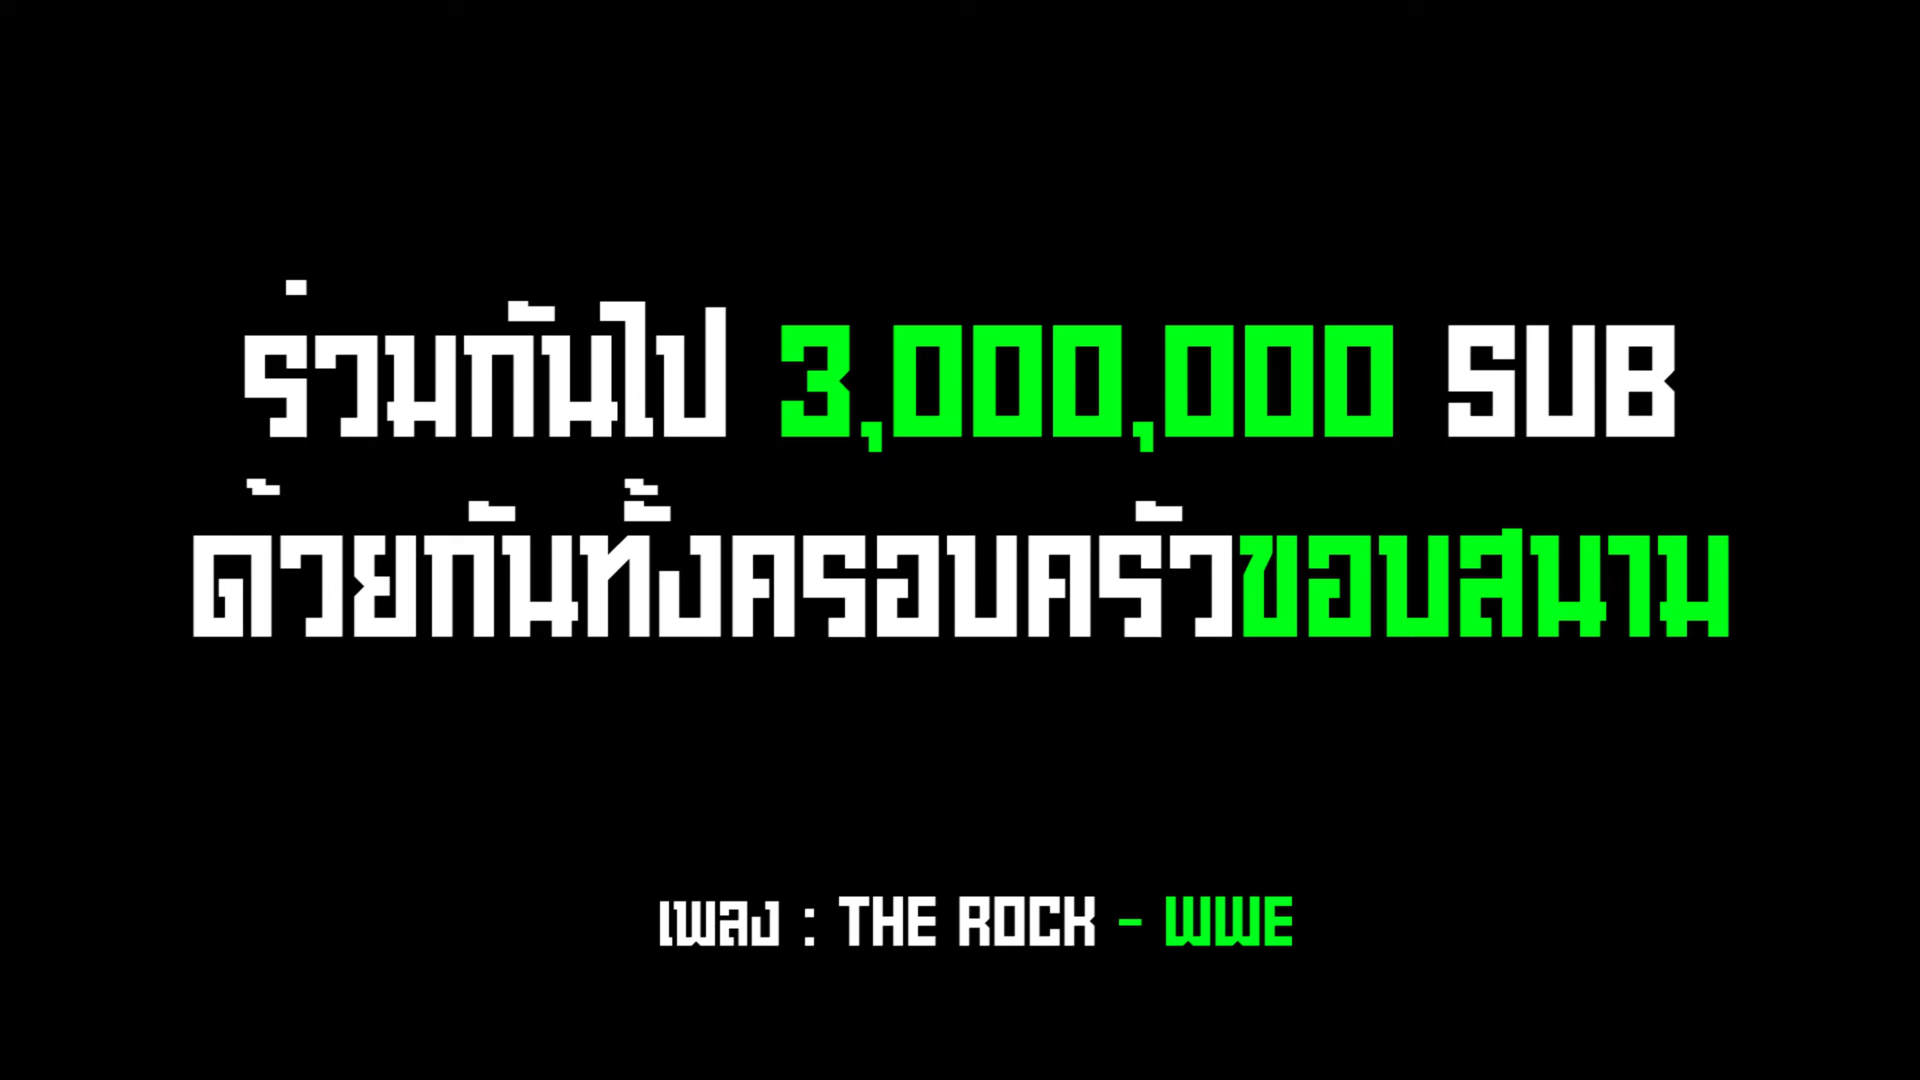 ร่วมกันไป 3,000,000 SUB
ด้วยกันทั้งครอบครัวขอบสนาม
เพลง : THE ROCK - WWE